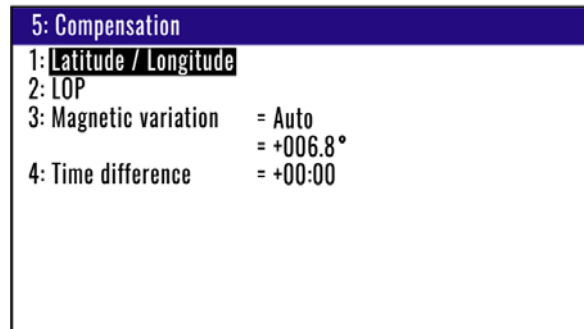 5: Compensation
1: Latitude / Longitude
2: LOP
3: Magnetic variation = Auto
= +006.8°
4: Time difference = +00:00